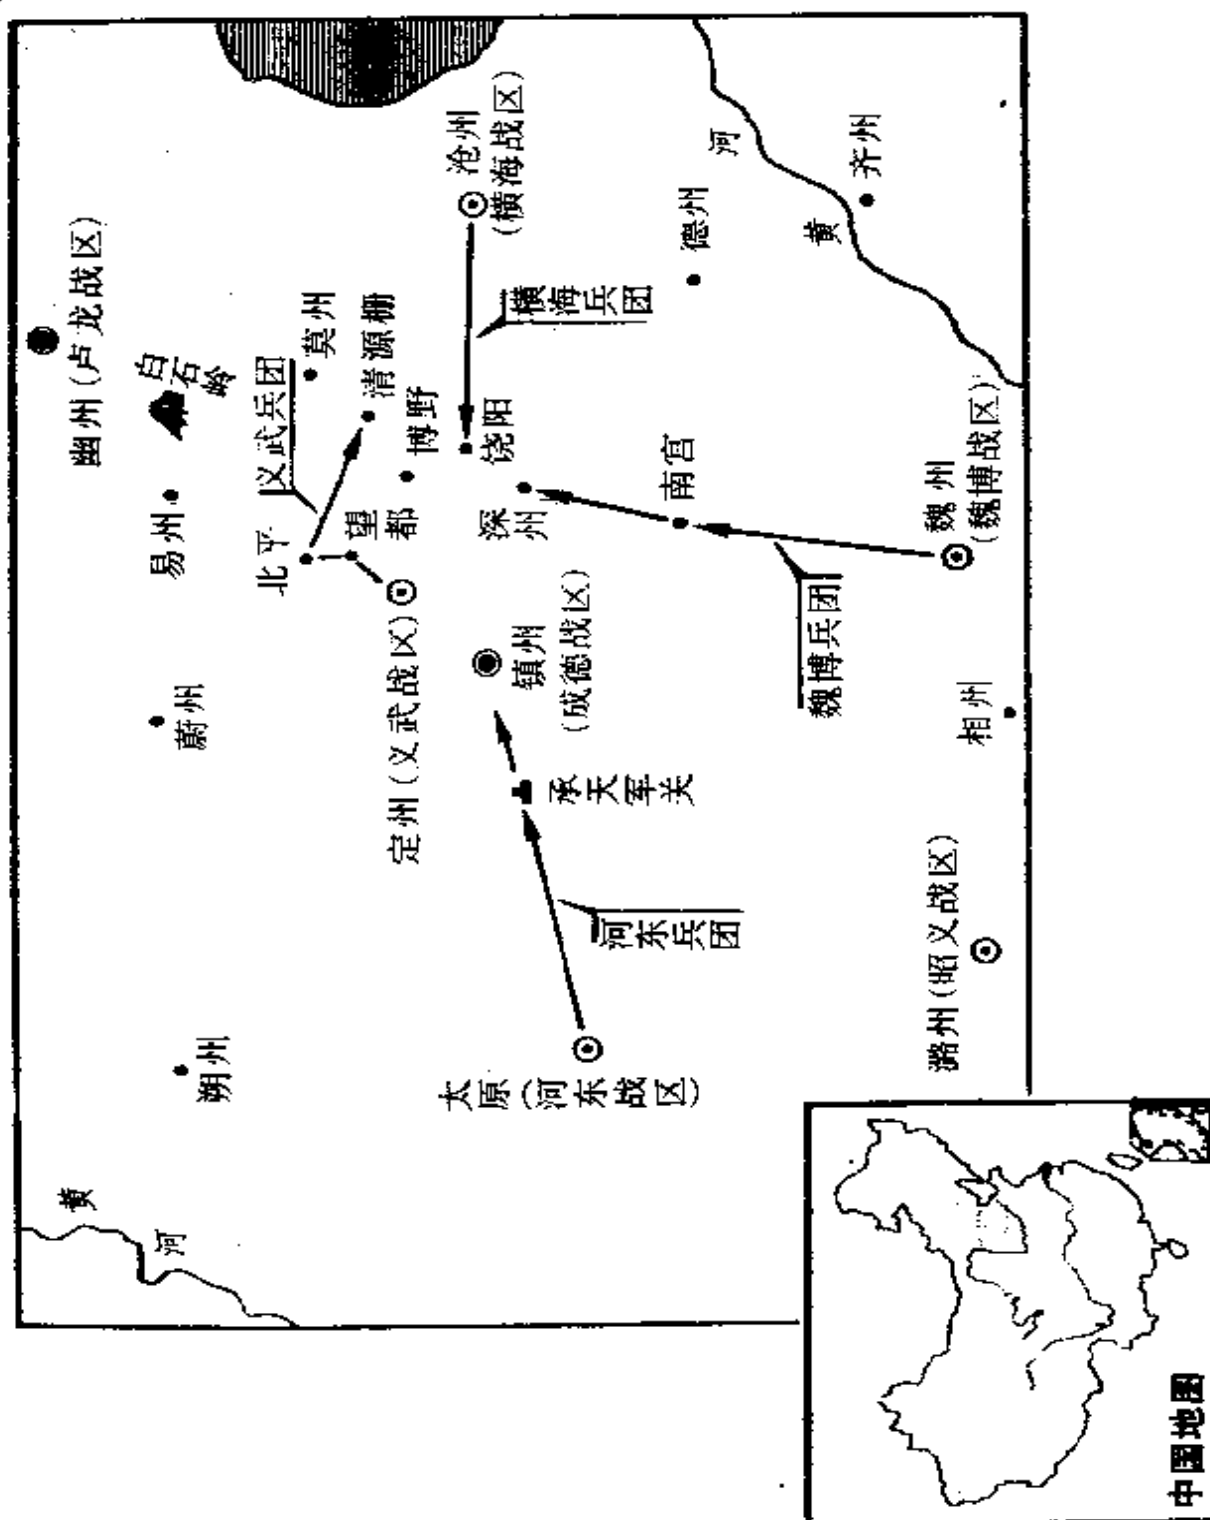 幽州(卢龙战区)
白石岭
易州
蔚州
朔州
黄河
莫州
义武兵团
清源栅
北平
望都
博野
定州(义武战区)
沧州
(横海战区)
横海兵团
饶阳
深州
镇州
(成德战区)
承天军关
河东兵团
太原(河东战区)
德州
南宫
魏博兵团
魏州
(魏博战区)
黄河
齐州
相州
潞州(昭义战区)
中国地图